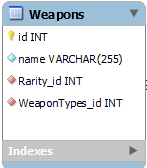 Weapons
id INT
name VARCHAR(255)
Rarity_id INT
WeaponTypes_id INT
Indexes